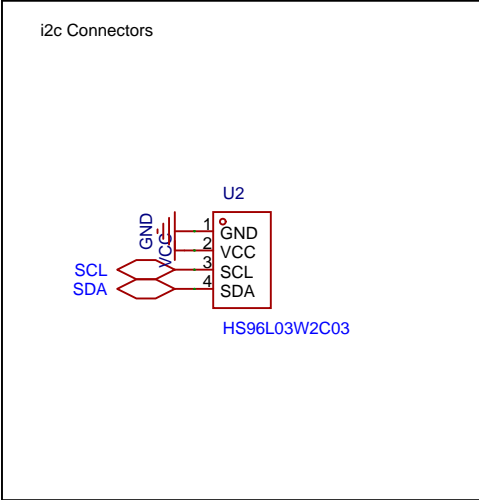 i2c Connectors
U2
GND
VCC
SCL
SDA
1
2
3
4
GND
VCC
SCL
SDA
HS96L03W2C03